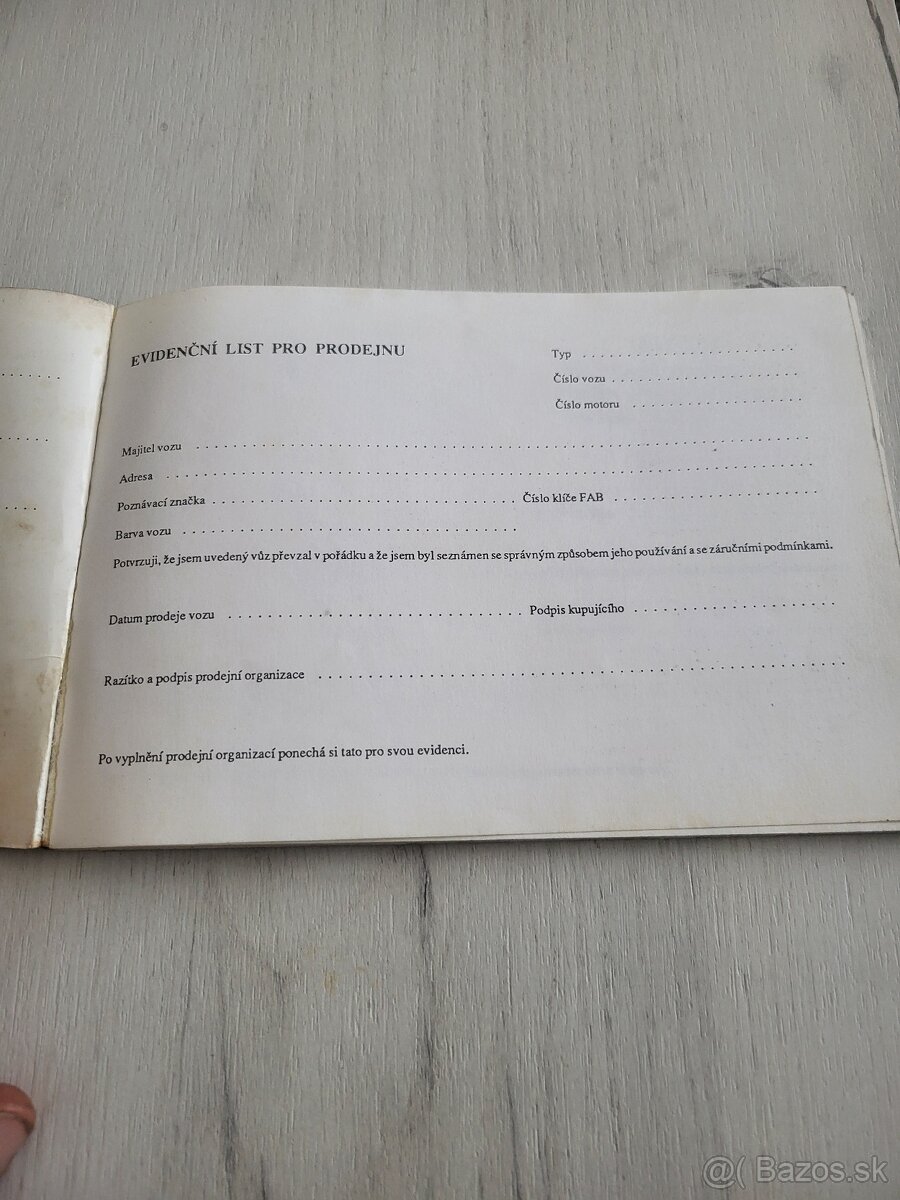 EVIDENČNÍ LIST PRO PRODEJNU
Typ . . . . . . . . . . . . . . . . . . . . . . . .
Číslo vozu . . . . . . . . . . . . . . . . . . . . .
Číslo motoru . . . . . . . . . . . . . . . . . . .
Majitel vozu . . . . . . . . . . . . . . . . . . . . . . . . . . . . . . . . . . . . . . . . . . . . . . . . . . . . . . . . . . . .
Adresa . . . . . . . . . . . . . . . . . . . . . . . . . . . . . . . . . . . . . . . . . . . . . . . . . . . . . . . . . . . . . . .
Poznávací značka . . . . . . . . . . . . . . . . . . . . . . . . . . . . . . Číslo klíče FAB . . . . . . . . . . . . . . . . . . . .
Barva vozu . . . . . . . . . . . . . . . . . . . . . . . . . . . . . . . . .
Potvrzuji, že jsem uvedený vůz převzal v pořádku a že jsem byl seznámen se správným způsobem jeho používání a se záručními podmínkami.
Datum prodeje vozu . . . . . . . . . . . . . . . . . . . . . . . . . . . . . Podpis kupujícího . . . . . . . . . . . . . . . . . . . .
Razítko a podpis prodejní organizace . . . . . . . . . . . . . . . . . . . . . . . . . . . . . . . . . . . . . . . . . . . . . . . . . .
Po vyplnění prodejní organizací ponechá si tato pro svou evidenci.
@( Bazos.sk